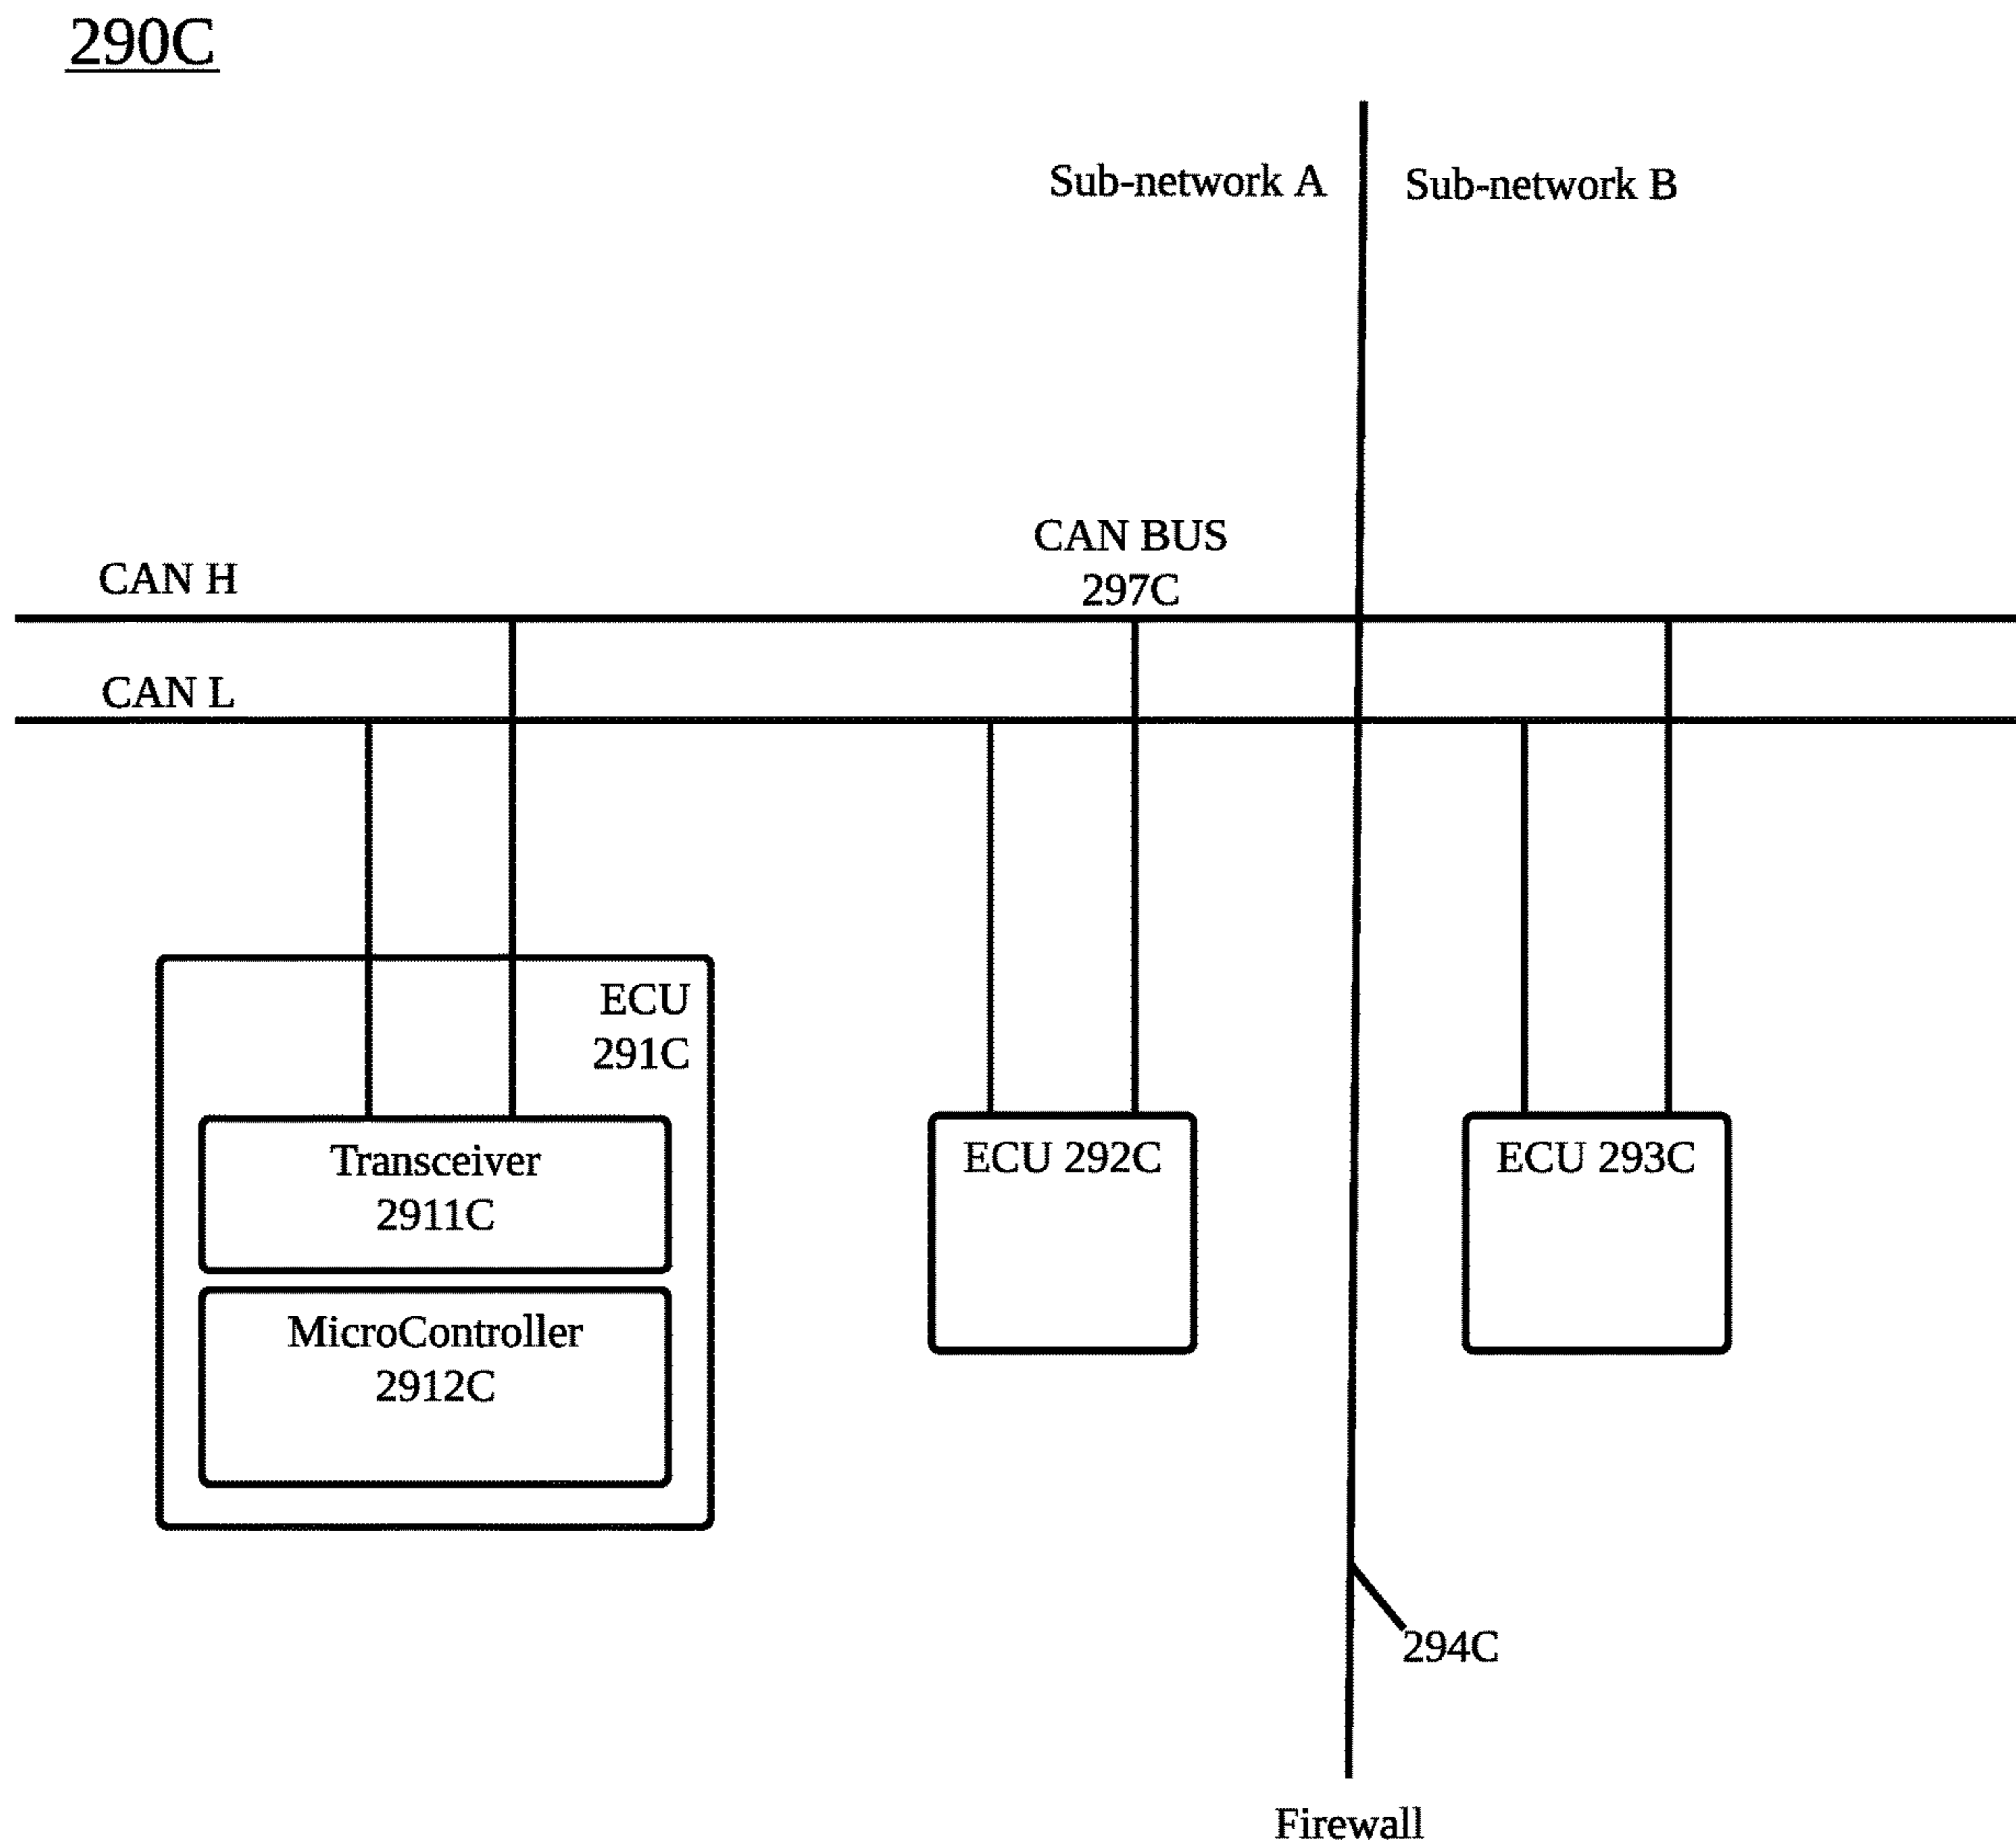 290C
Sub-network A
Sub-network B
CAN BUS
297C
CAN H
CAN L
ECU
291C
Transceiver
2911C
MicroController
2912C
ECU 292C
ECU 293C
294C
Firewall